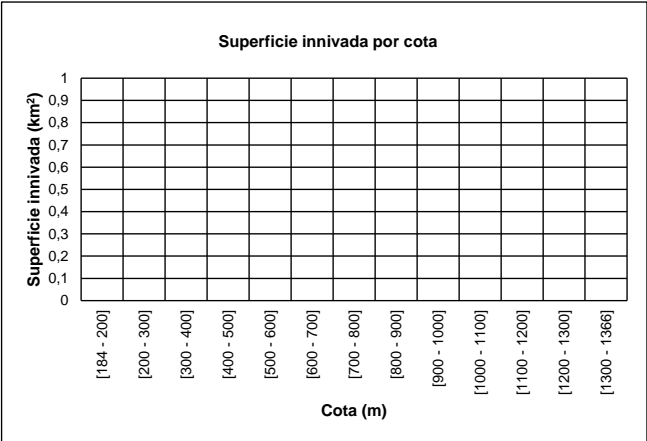 Superficie innivada por cota
Superficie innivada (km²)
1
0,9
0,8
0,7
0,6
0,5
0,4
0,3
0,2
0,1
0
[184 - 200]
[200 - 300]
[300 - 400]
[400 - 500]
[500 - 600]
[600 - 700]
[700 - 800]
[800 - 900]
[900 - 1000]
[1000 - 1100]
[1100 - 1200]
[1200 - 1300]
[1300 - 1366]
Cota (m)